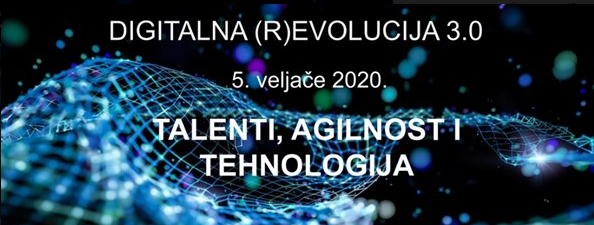 DIGITALNA (R)EVOLUCIJA 3.0
5. veljače 2020.
TALENTI, AGILNOST I
TEHNOLOGIJA